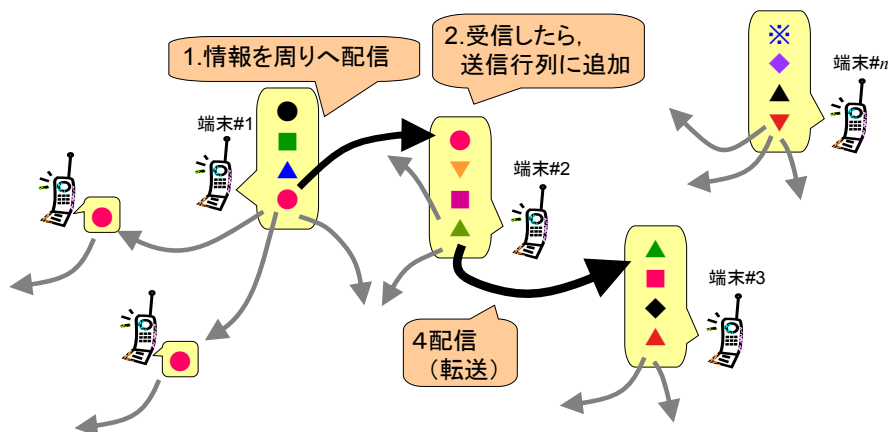 1.情報を周りへ配信
2.受信したら,
送信行列に追加
端末#n
端末#1
端末#2
端末#3
4配信
（転送）
※